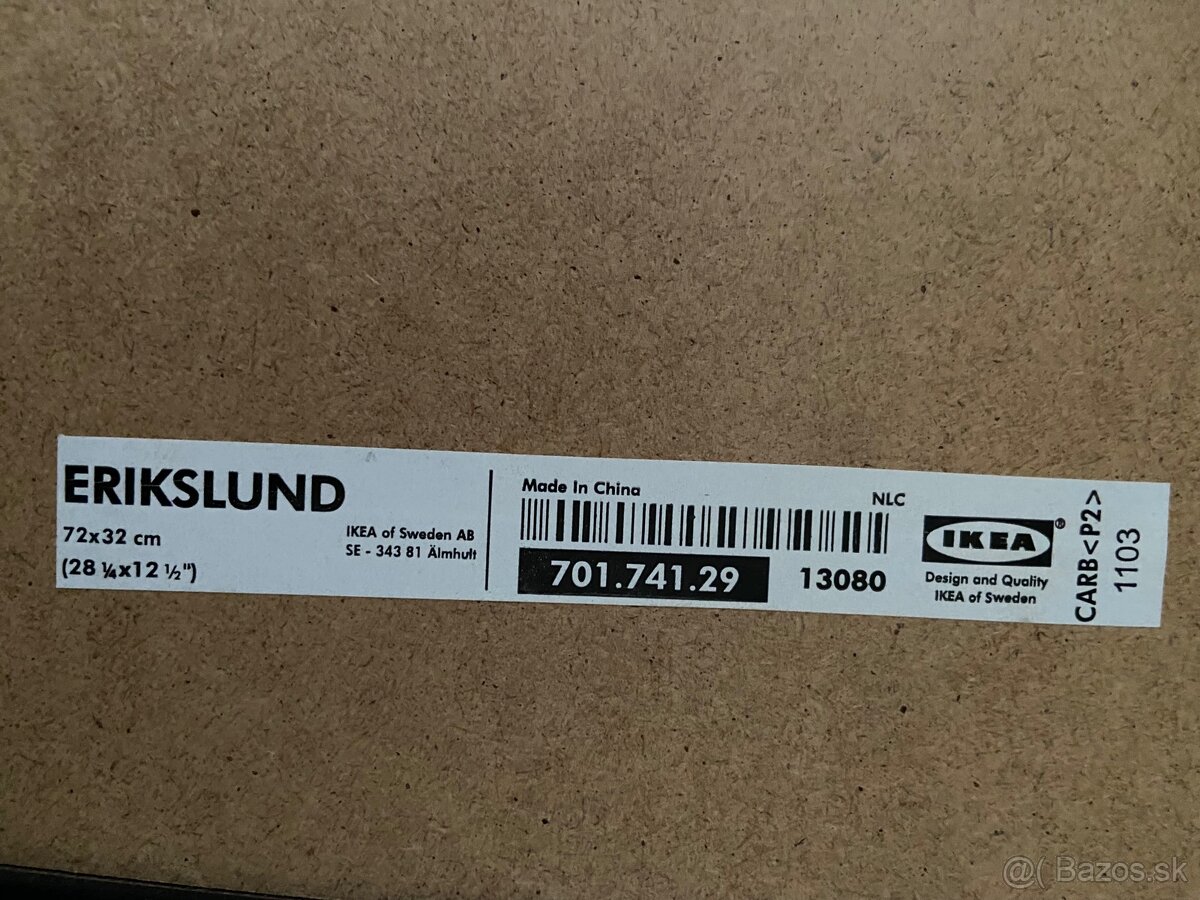 ERIKSLUND
72x32 cm
(28 ¼x12 ½")
IKEA of Sweden AB
SE - 343 81 Älmhult
Made In China
NLC
701.741.29
13080
IKEA®
Design and Quality
IKEA of Sweden
CARB<P2>
1103
@( Bazos.sk